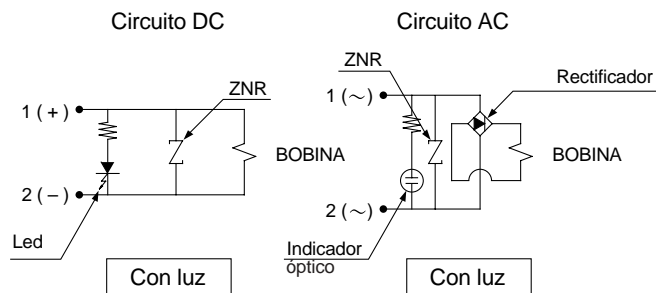 Circuito DC
ZNR
1 (+)
BOBINA
2 (−)
Led
Con luz
Circuito AC
ZNR
Rectificador
1 (∼)
BOBINA
2 (∼)
Indicador
óptico
Con luz